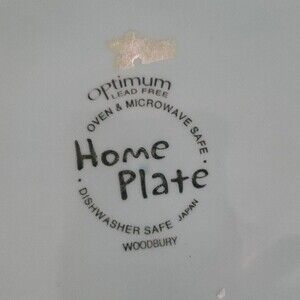 Optimum
LEAD FREE
OVEN & MICROWAVE SAFE
Home
Plate
DISHWASHER SAFE JAPAN
WOODBURY